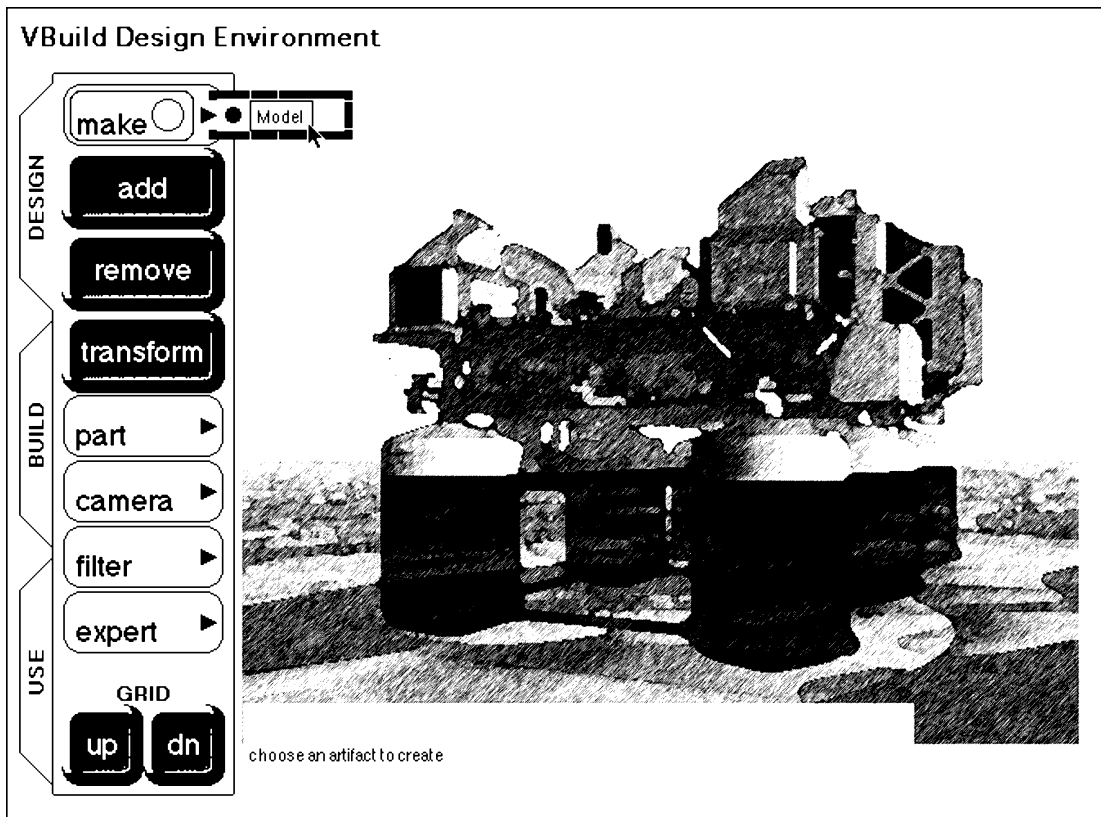 VBuild Design Environment
make
Model
add
remove
transform
part
camera
filter
expert
GRID
up
dn
DESIGN
BUILD
USE
choose an artifact to create